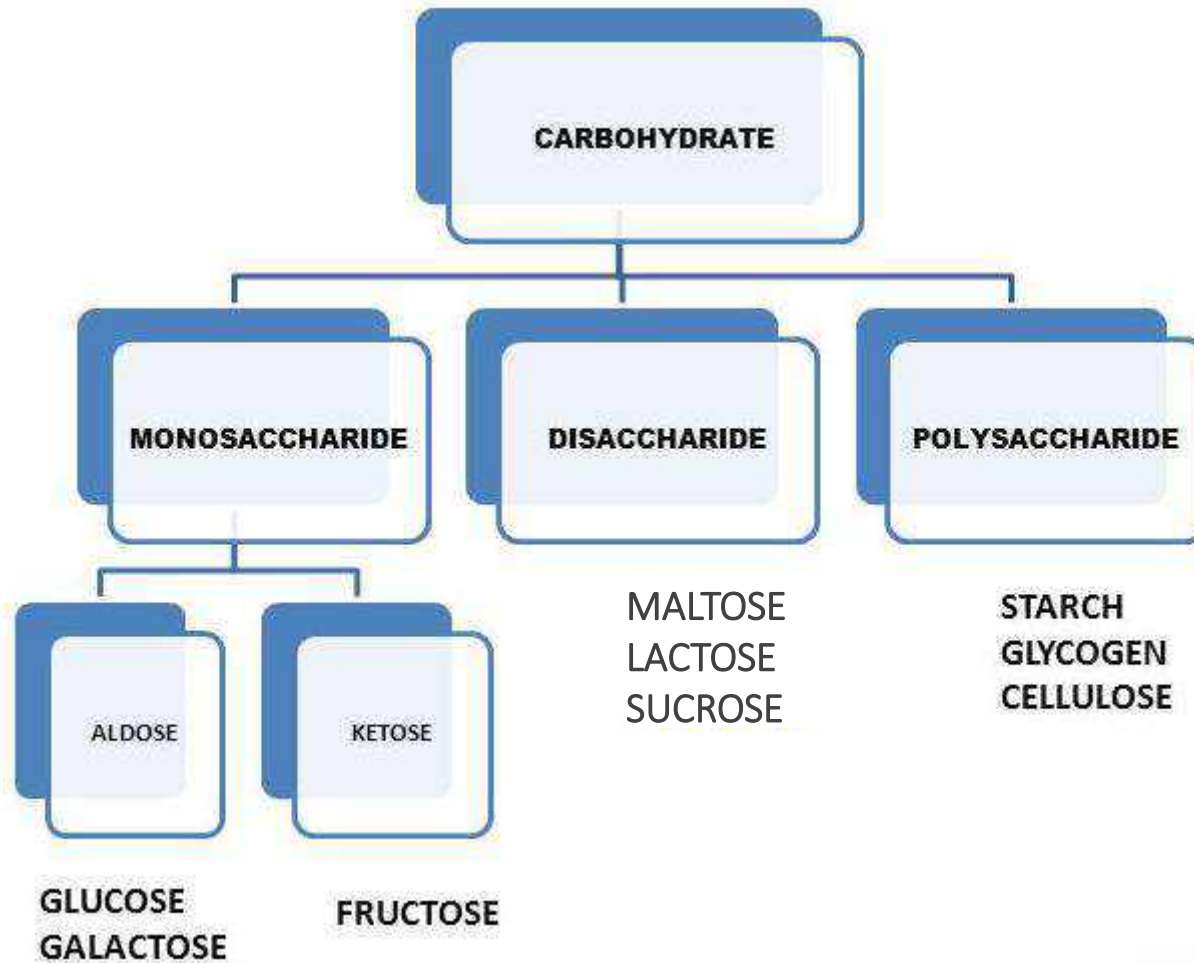 CARBOHYDRATE
MONOSACCHARIDE
DISACCHARIDE
POLYSACCHARIDE
MALTOSE
LACTOSE
SUCROSE
STARCH
GLYCOGEN
CELLULOSE
ALDOSE
KETOSE
GLUCOSE
GALACTOSE
FRUCTOSE